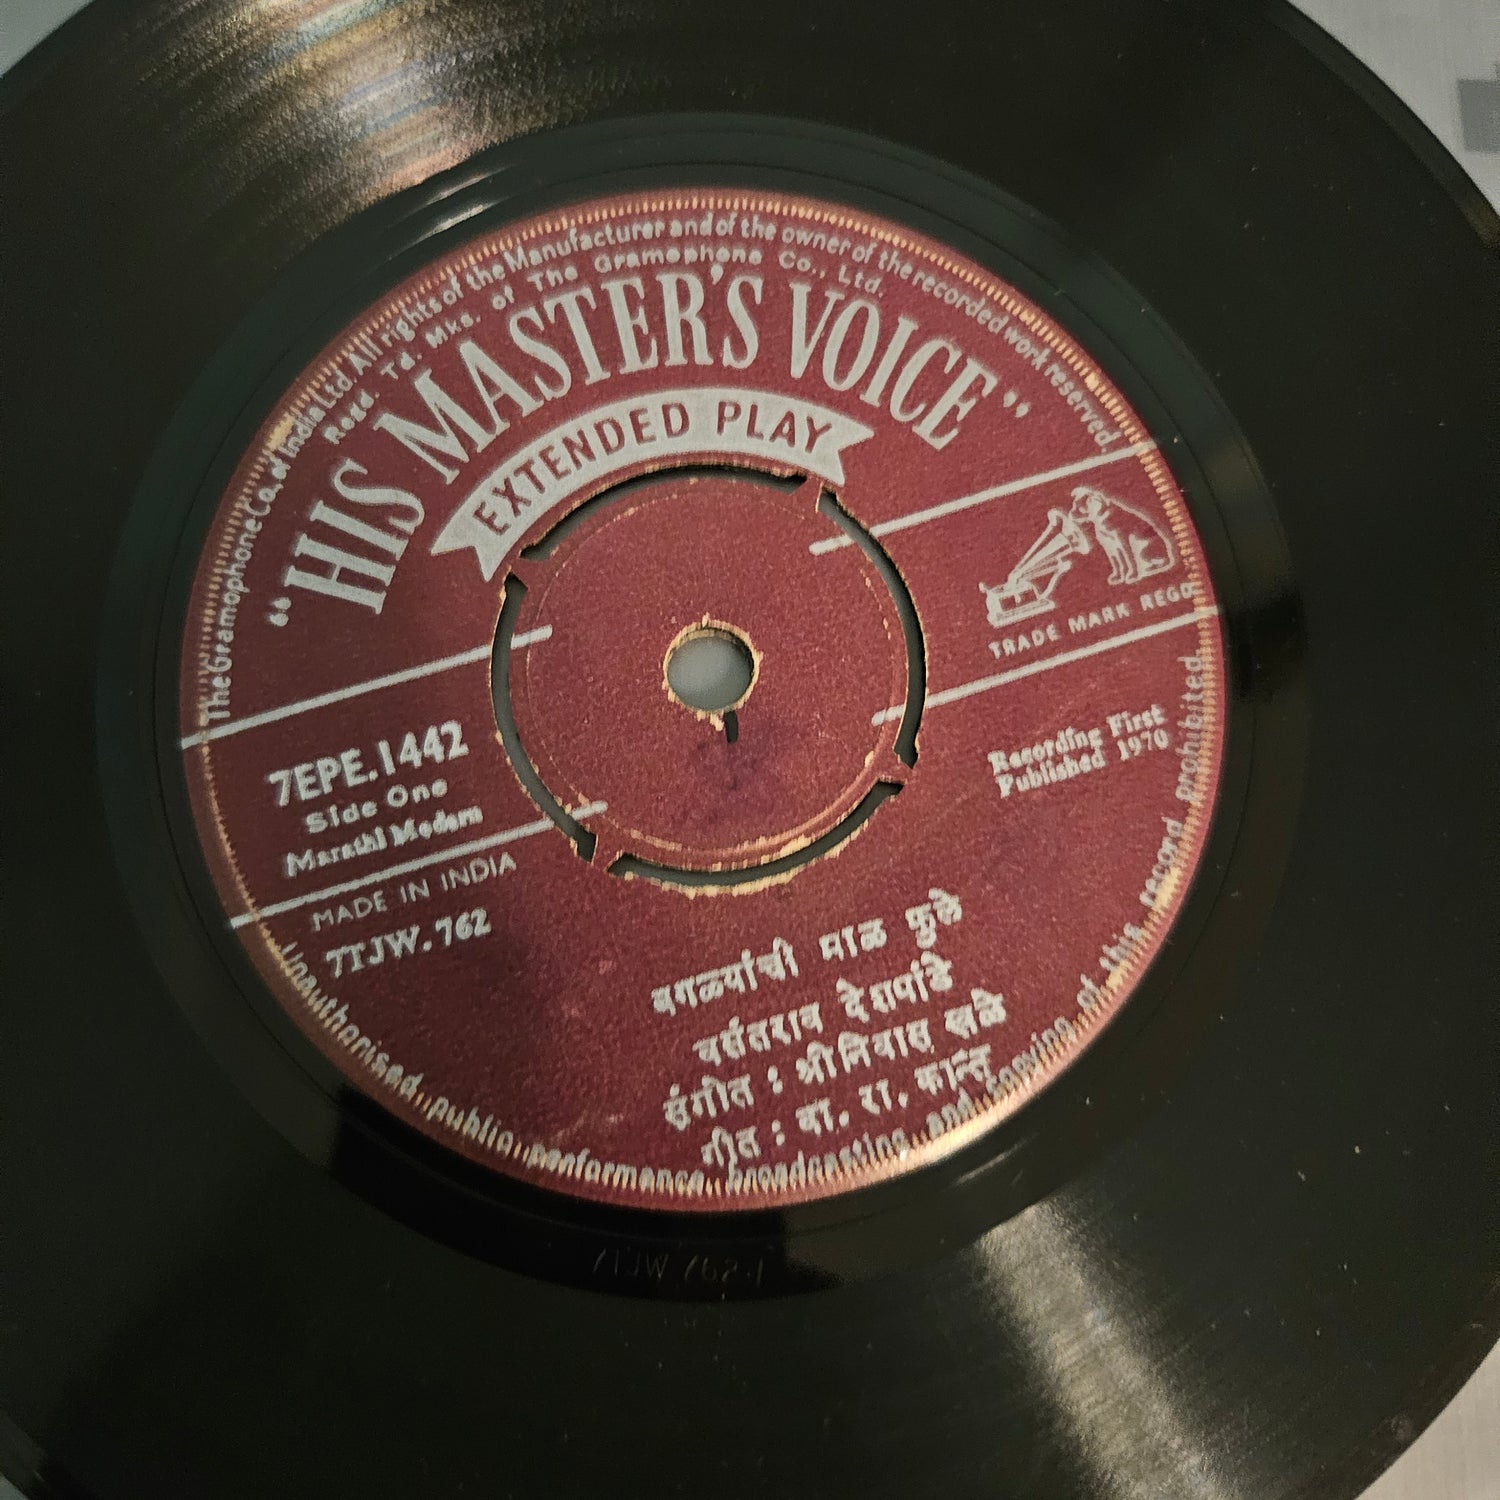 The Gramophone Co. of India Ltd. All rights of the Manufacturer and of the owner of the recorded work reserved.
Regd. Td. Mks. of The Gramophone Co., Ltd.
"HIS MASTER'S VOICE"
EXTENDED PLAY
TRADE MARK REGD
7EPE.1442
Side One
Marathi Modern
Recording First
Published 1970
MADE IN INDIA
7TJW.762
बगळ्यांची माळ फुले
वसंतराव देशपांडे
संगीत : श्रीनिवास खळे
गीत : वा. रा. कान्त
Unauthorised public performance broadcasting and copying of this record prohibited
7TJW 762-1